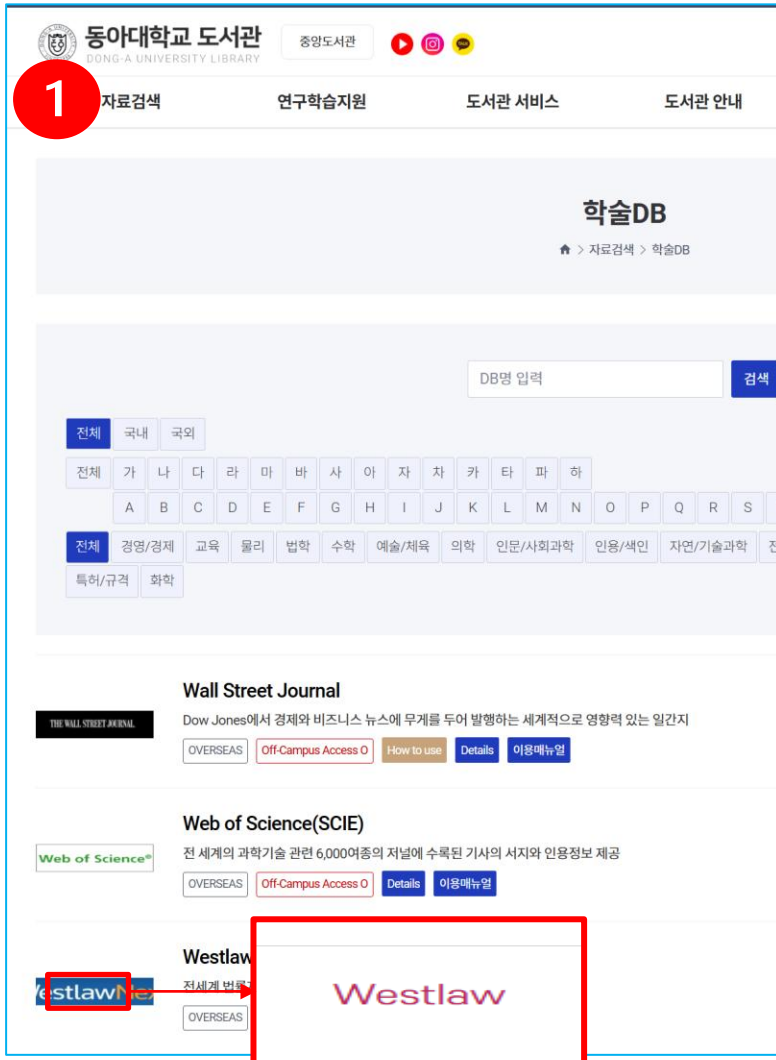 동아대학교 도서관
DONG-A UNIVERSITY LIBRARY
중앙도서관
TALK
1
자료검색
연구학습지원
도서관 서비스
도서관 안내
학술DB
> 자료검색 > 학술DB
DB명 입력
검색
전체 국내 국외
전체 가 나 다 라 마 바 사 아 자 차 카 타 파 하
A B C D E F G H I J K L M N O P Q R S
전체 경영/경제 교육 물리 법학 수학 예술/체육 의학 인문/사회과학 인용/색인 자연/기술과학
특허/규격 화학
THE WALL STREET JOURNAL.
Wall Street Journal
Dow Jones에서 경제와 비즈니스 뉴스에 무게를 두어 발행하는 세계적으로 영향력 있는 일간지
OVERSEAS Off-Campus Access O How to use Details 이용매뉴얼
Web of Science®
Web of Science(SCIE)
전 세계의 과학기술 관련 6,000여종의 저널에 수록된 기사의 서지와 인용정보 제공
OVERSEAS Off-Campus Access O Details 이용매뉴얼
Westlaw
전세계 법률
OVERSEAS
Westlaw